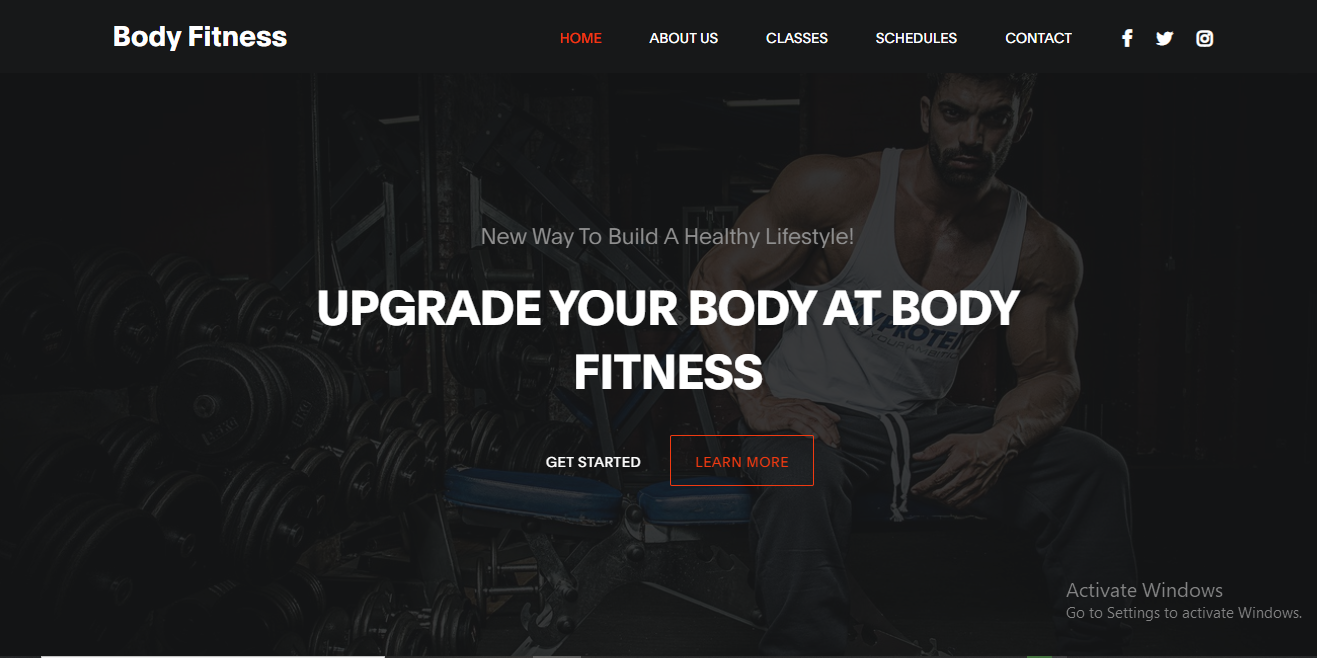 Body Fitness
HOME ABOUT US CLASSES SCHEDULES CONTACT
New Way To Build A Healthy Lifestyle!
UPGRADE YOUR BODY AT BODY
FITNESS
GET STARTED LEARN MORE
Activate Windows
Go to Settings to activate Windows.